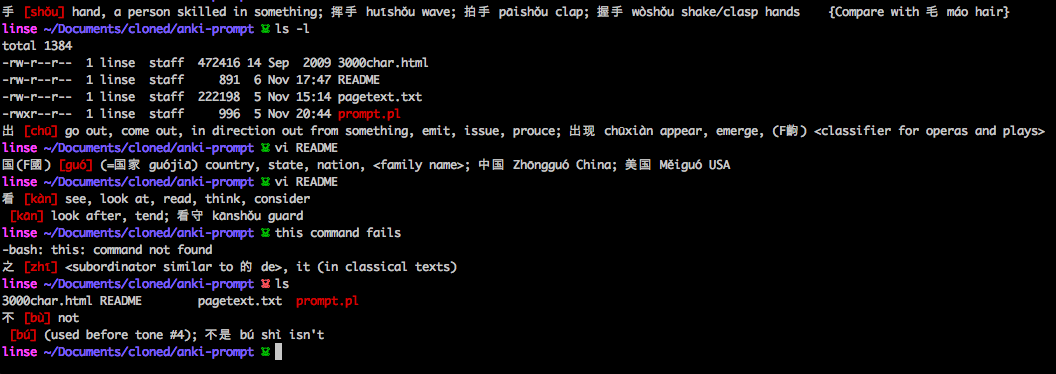 手 [shǒu] hand, a person skilled in something; 挥手 huīshǒu wave; 拍手 pāishǒu clap; 握手 wòshǒu shake/clasp hands    {Compare with 毛 máo hair}
linse ~/Documents/cloned/anki-prompt ls -l
total 1384
-rw-r--r--  1 linse  staff  472416 14 Sep  2009 3000char.html
-rw-r--r--  1 linse  staff     891  6 Nov 17:47 README
-rw-r--r--  1 linse  staff  222198  5 Nov 15:14 pagetext.txt
-rwxr--r--  1 linse  staff     996  5 Nov 20:44 prompt.pl
出 [chū] go out, come out, in direction out from something, emit, issue, prouce; 出现 chūxiàn appear, emerge, (F齣) <classifier for operas and plays>
linse ~/Documents/cloned/anki-prompt vi README
国(F國) [guó] (=国家 guójiā) country, state, nation, <family name>; 中国 Zhōngguó China; 美国 Měiguó USA
linse ~/Documents/cloned/anki-prompt vi README
看 [kàn] see, look at, read, think, consider
[kān] look after, tend; 看守 kānshǒu guard
linse ~/Documents/cloned/anki-prompt this command fails
-bash: this: command not found
之 [zhī] <subordinator similar to 的 de>, it (in classical texts)
linse ~/Documents/cloned/anki-prompt ls
3000char.html README        pagetext.txt  prompt.pl
不 [bù] not
[bú] (used before tone #4); 不是 bú shì isn't
linse ~/Documents/cloned/anki-prompt